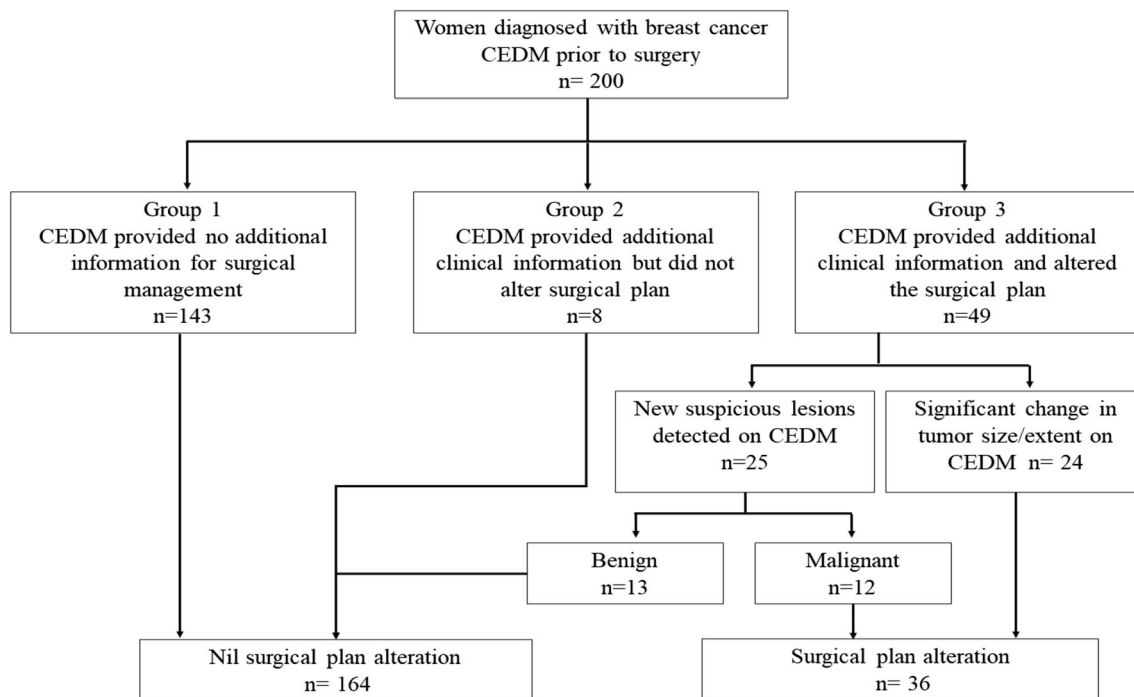 Women diagnosed with breast cancer
CEDM prior to surgery
n= 200
Group 1
CEDM provided no additional
information for surgical
management
n=143
Group 2
CEDM provided additional
clinical information but did not
alter surgical plan
n=8
Group 3
CEDM provided additional
clinical information and altered
the surgical plan
n=49
New suspicious lesions
detected on CEDM
n=25
Significant change in
tumor size/extent on
CEDM n= 24
Benign
n=13
Malignant
n=12
Nil surgical plan alteration
n= 164
Surgical plan alteration
n= 36